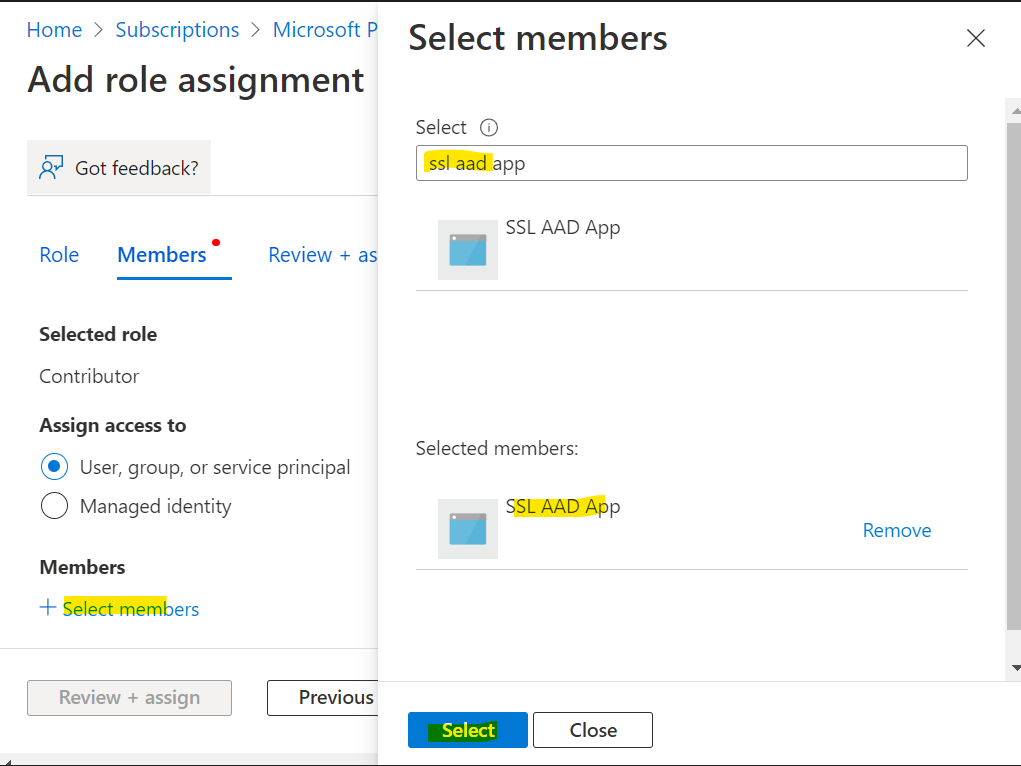 Home > Subscriptions > Microsoft P
Add role assignment
Got feedback?
Role Members Review + as
Selected role
Contributor
Assign access to
User, group, or service principal
Managed identity
Members
+ Select members
Review + assign Previous
Select members
Select
ssl aad app
SSL AAD App
Selected members:
SSL AAD App
Remove
Select Close